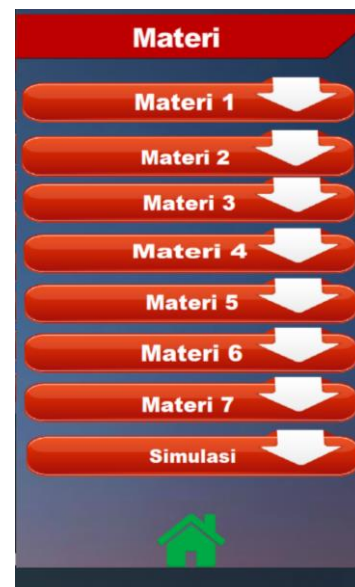 Materi
Materi 1
Materi 2
Materi 3
Materi 4
Materi 5
Materi 6
Materi 7
Simulasi